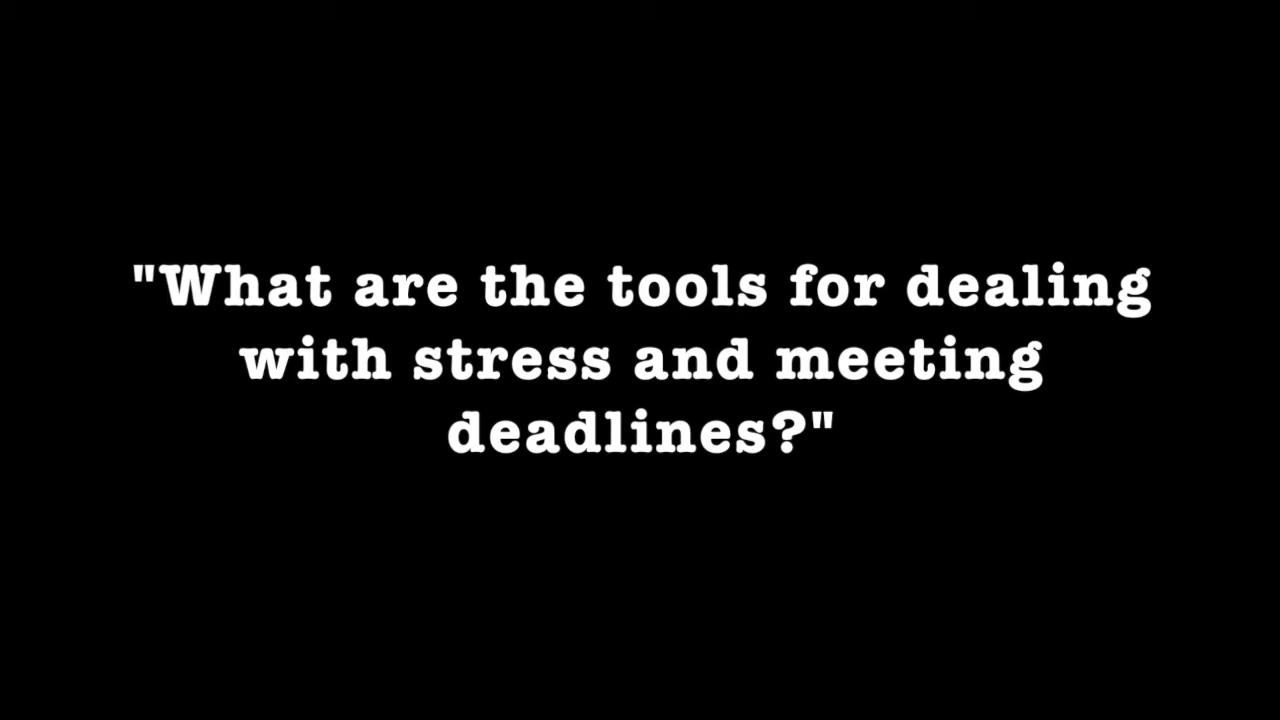 "What are the tools for dealing
with stress and meeting
deadlines?"